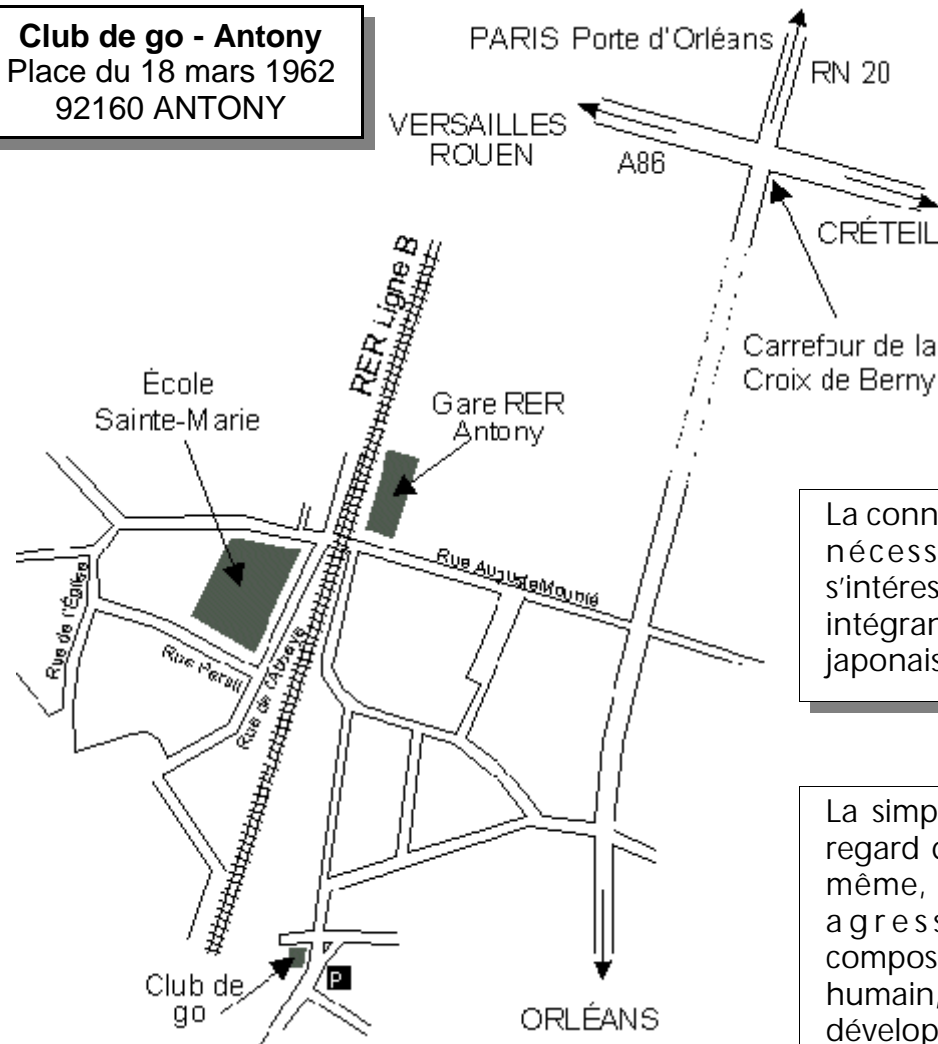 Club de go - Antony
Place du 18 mars 1962
92160 ANTONY
PARIS Porte d'Orléans
RN 20
VERSAILLES
ROUEN
A86
CRÉTEIL
Carrefour de la
Croix de Berny
RER Ligne B
École
Sainte-Marie
Gare RER
Antony
Rue Auguste Mounié
Rue de l'Église
Rue Persil
Rue de l'Abbaye
Club de
go
P
ORLÉANS
La conn
nécess
s'intéres
intégran
japonais
La simp
regard d
même,
agress
compos
humain,
dévelop